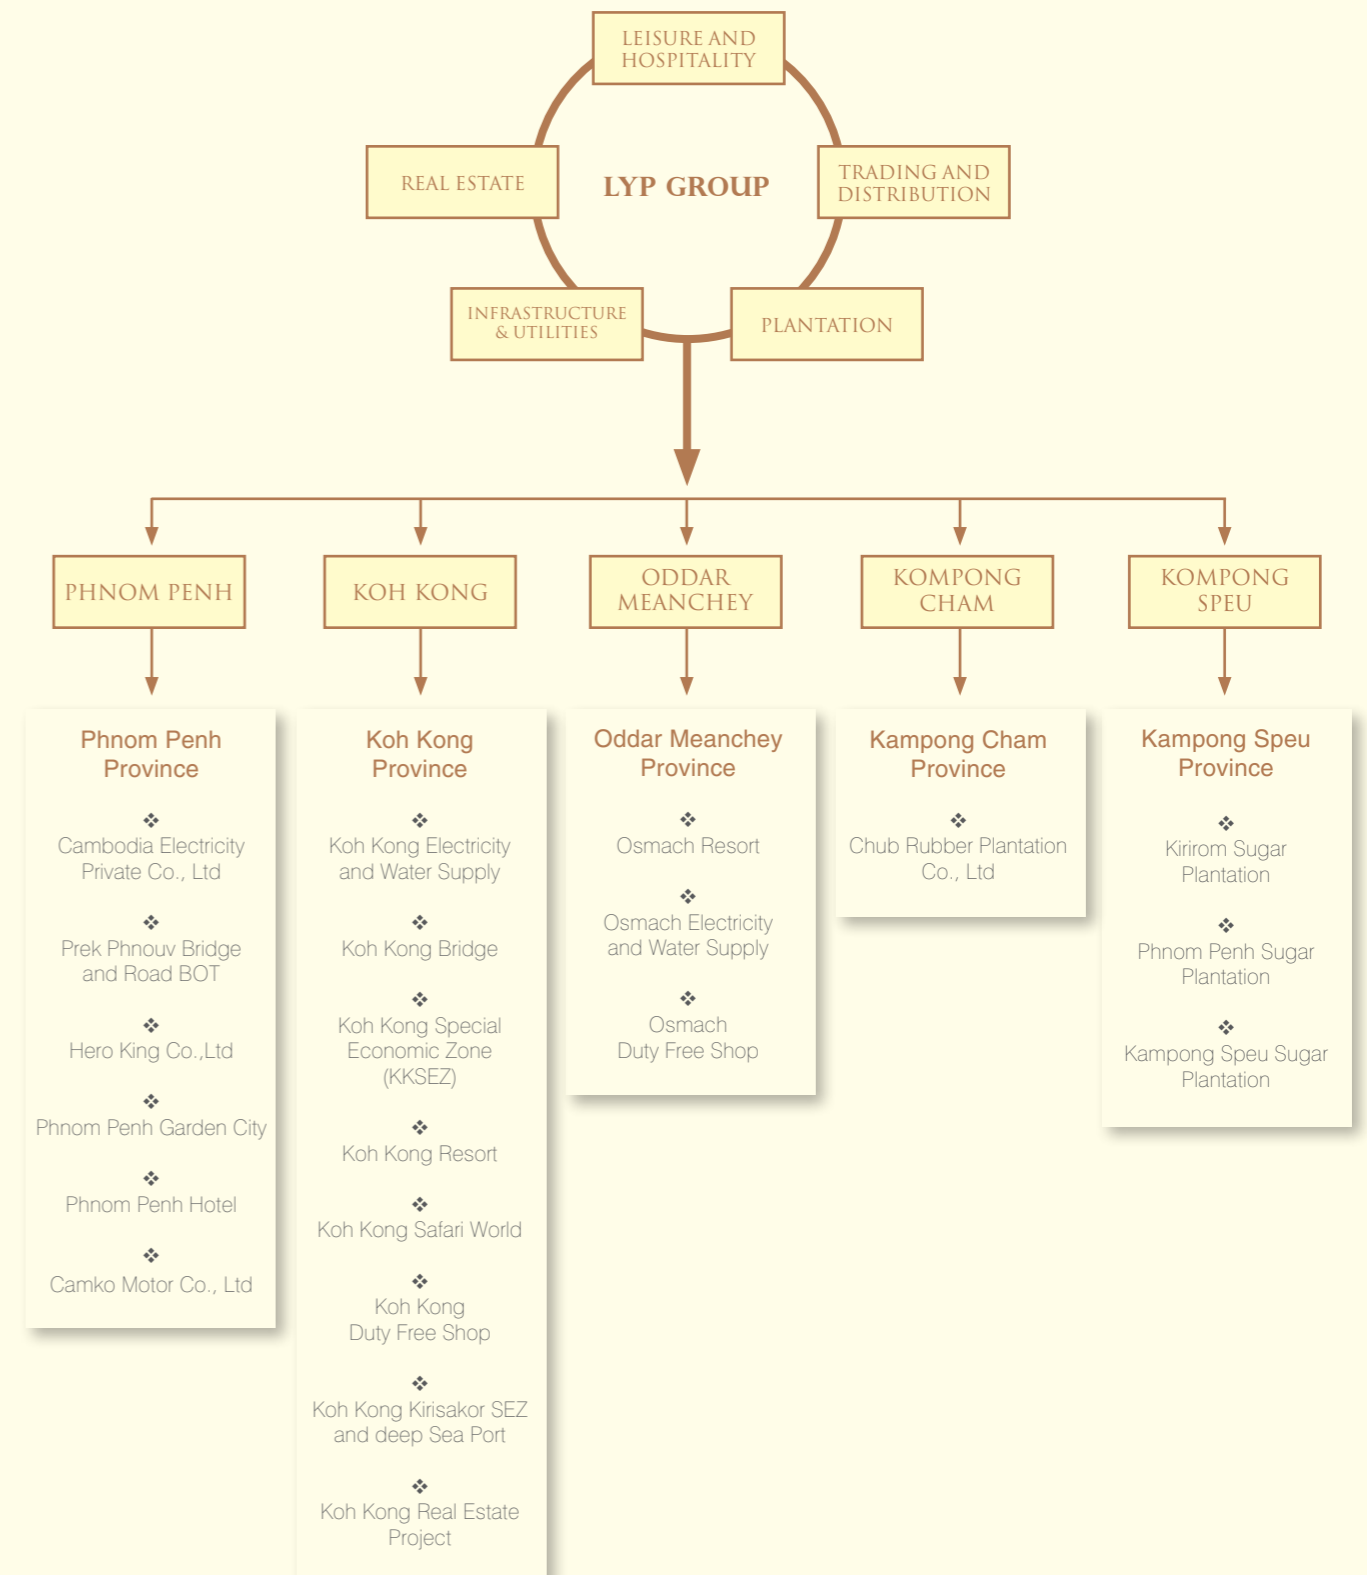 LEISURE AND
HOSPITALITY
REAL ESTATE
LYP GROUP
TRADING AND
DISTRIBUTION
INFRASTRUCTURE
& UTILITIES
PLANTATION
PHNOM PENH
KOH KONG
ODDAR
MEANCHEY
KOMPONG
CHAM
KOMPONG
SPEU
Phnom Penh
Province
Cambodia Electricity
Private Co., Ltd
Prek Phnouv Bridge
and Road BOT
Hero King Co.,Ltd
Phnom Penh Garden City
Phnom Penh Hotel
Camko Motor Co., Ltd
Koh Kong
Province
Koh Kong Electricity
and Water Supply
Koh Kong Bridge
Koh Kong Special
Economic Zone
(KKSEZ)
Koh Kong Resort
Koh Kong Safari World
Koh Kong
Duty Free Shop
Koh Kong Kirisakor SEZ
and deep Sea Port
Koh Kong Real Estate
Project
Oddar Meanchey
Province
Osmach Resort
Osmach Electricity
and Water Supply
Osmach
Duty Free Shop
Kampong Cham
Province
Chub Rubber Plantation
Co., Ltd
Kampong Speu
Province
Kirirom Sugar
Plantation
Phnom Penh Sugar
Plantation
Kampong Speu Sugar
Plantation